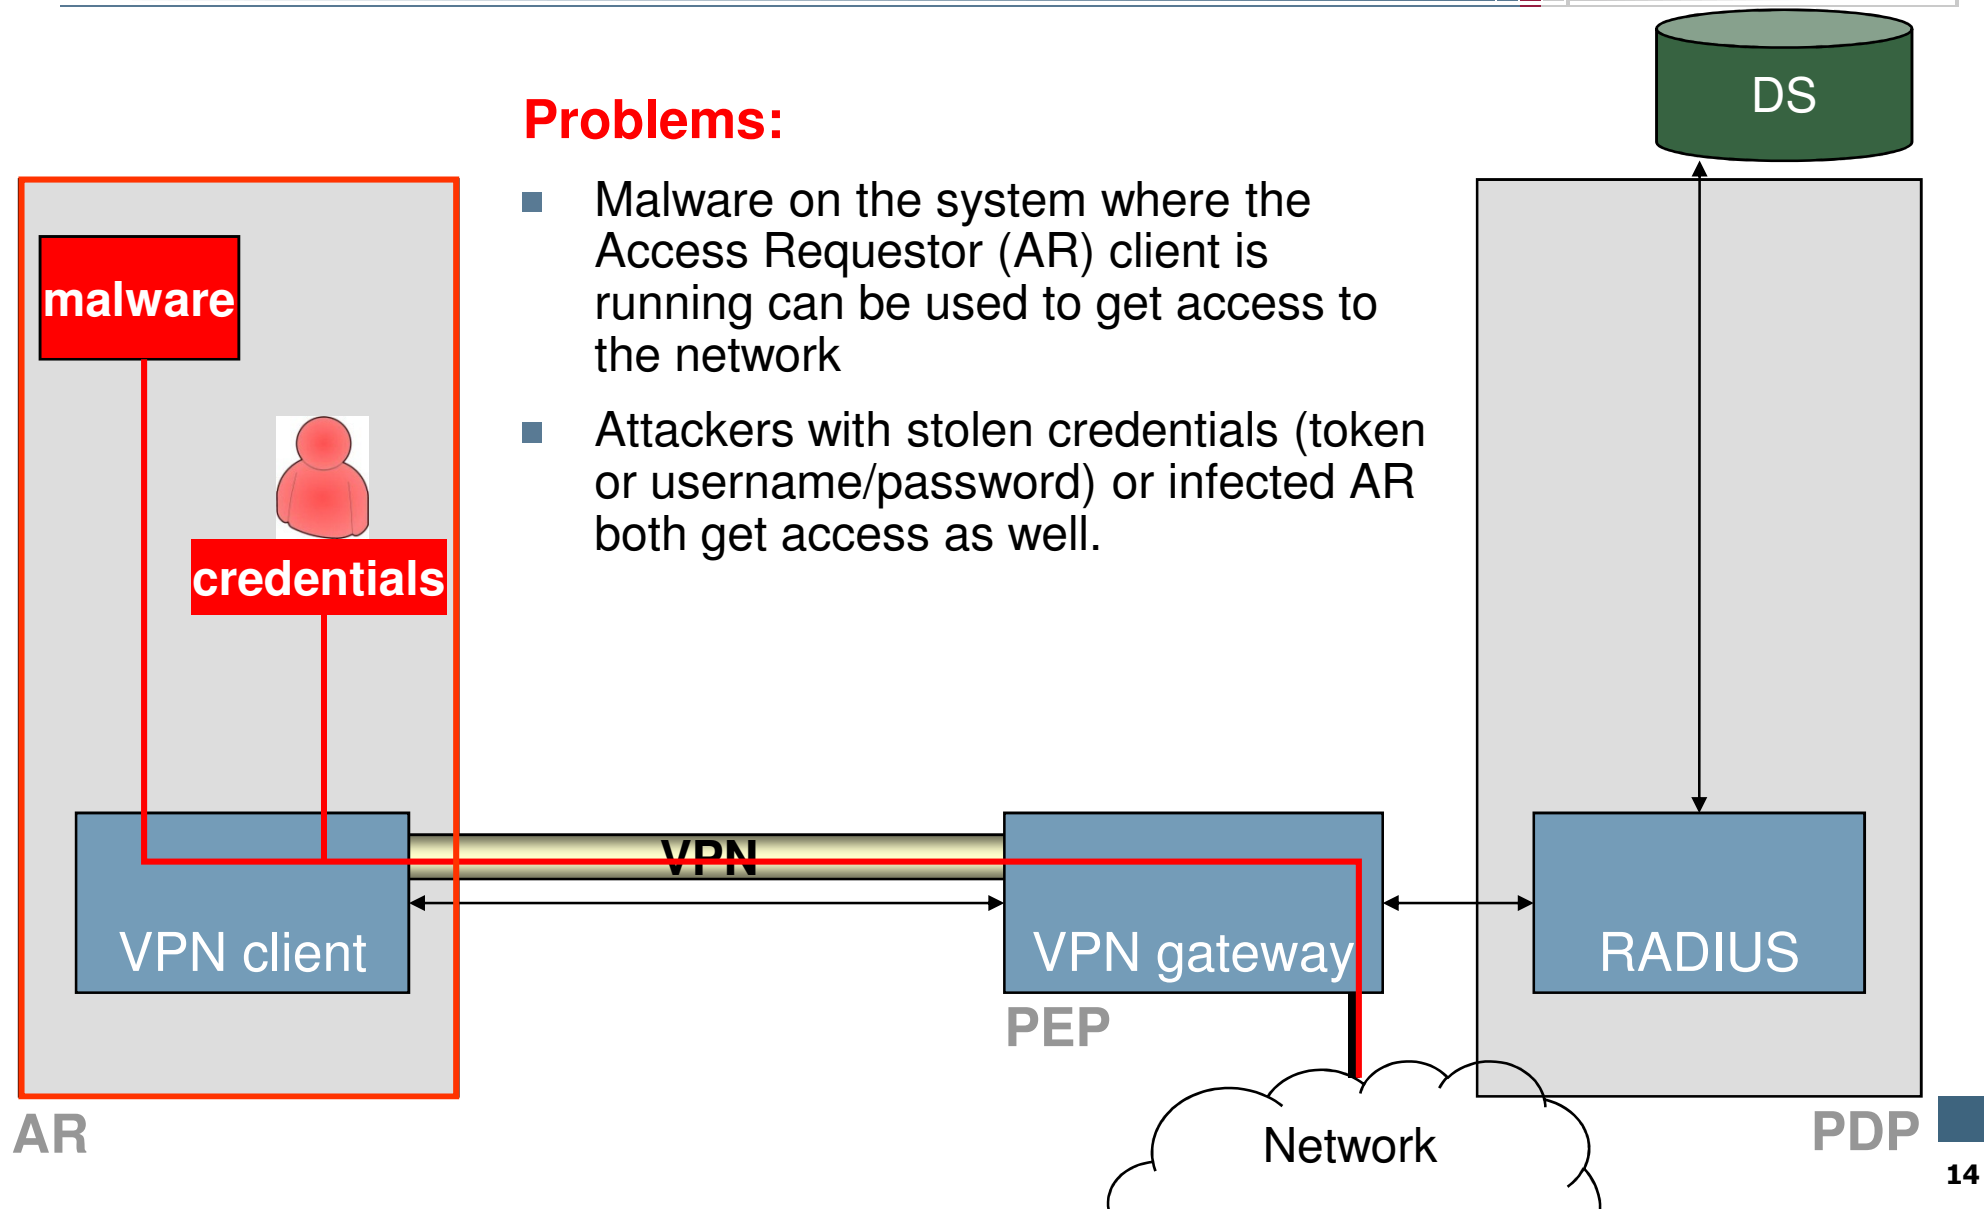 DS
Problems:
Malware on the system where the
Access Requestor (AR) client is
running can be used to get access to
the network
Attackers with stolen credentials (token
or username/password) or infected AR
both get access as well.
malware
credentials
VPN
VPN client
VPN gateway
RADIUS
PEP
AR
Network
PDP
14